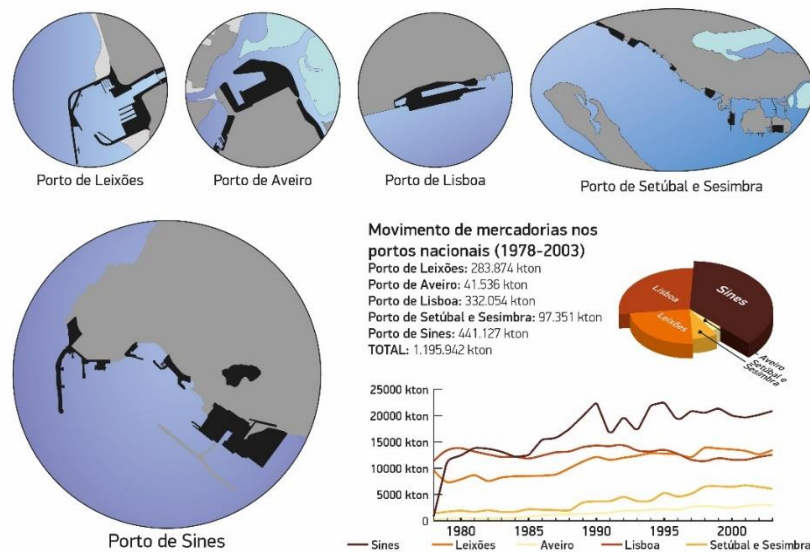 Porto de Leixões
Porto de Aveiro
Porto de Lisboa
Porto de Setúbal e Sesimbra
Porto de Sines
Movimento de mercadorias nos
portos nacionais (1978-2003)
Porto de Leixões: 283.874 kton
Porto de Aveiro: 41.536 kton
Porto de Lisboa: 332.054 kton
Porto de Setúbal e Sesimbra: 97.351 kton
Porto de Sines: 441.127 kton
TOTAL: 1.195.942 kton
Lisboa
Sines
Leixões
Aveiro
Setúbal e
Sesimbra
25000 kton
20000 kton
15000 kton
10000 kton
5000 kton
0
1980 1985 1990 1995 2000
Sines Leixões Aveiro Lisboa Setúbal e Sesimbra